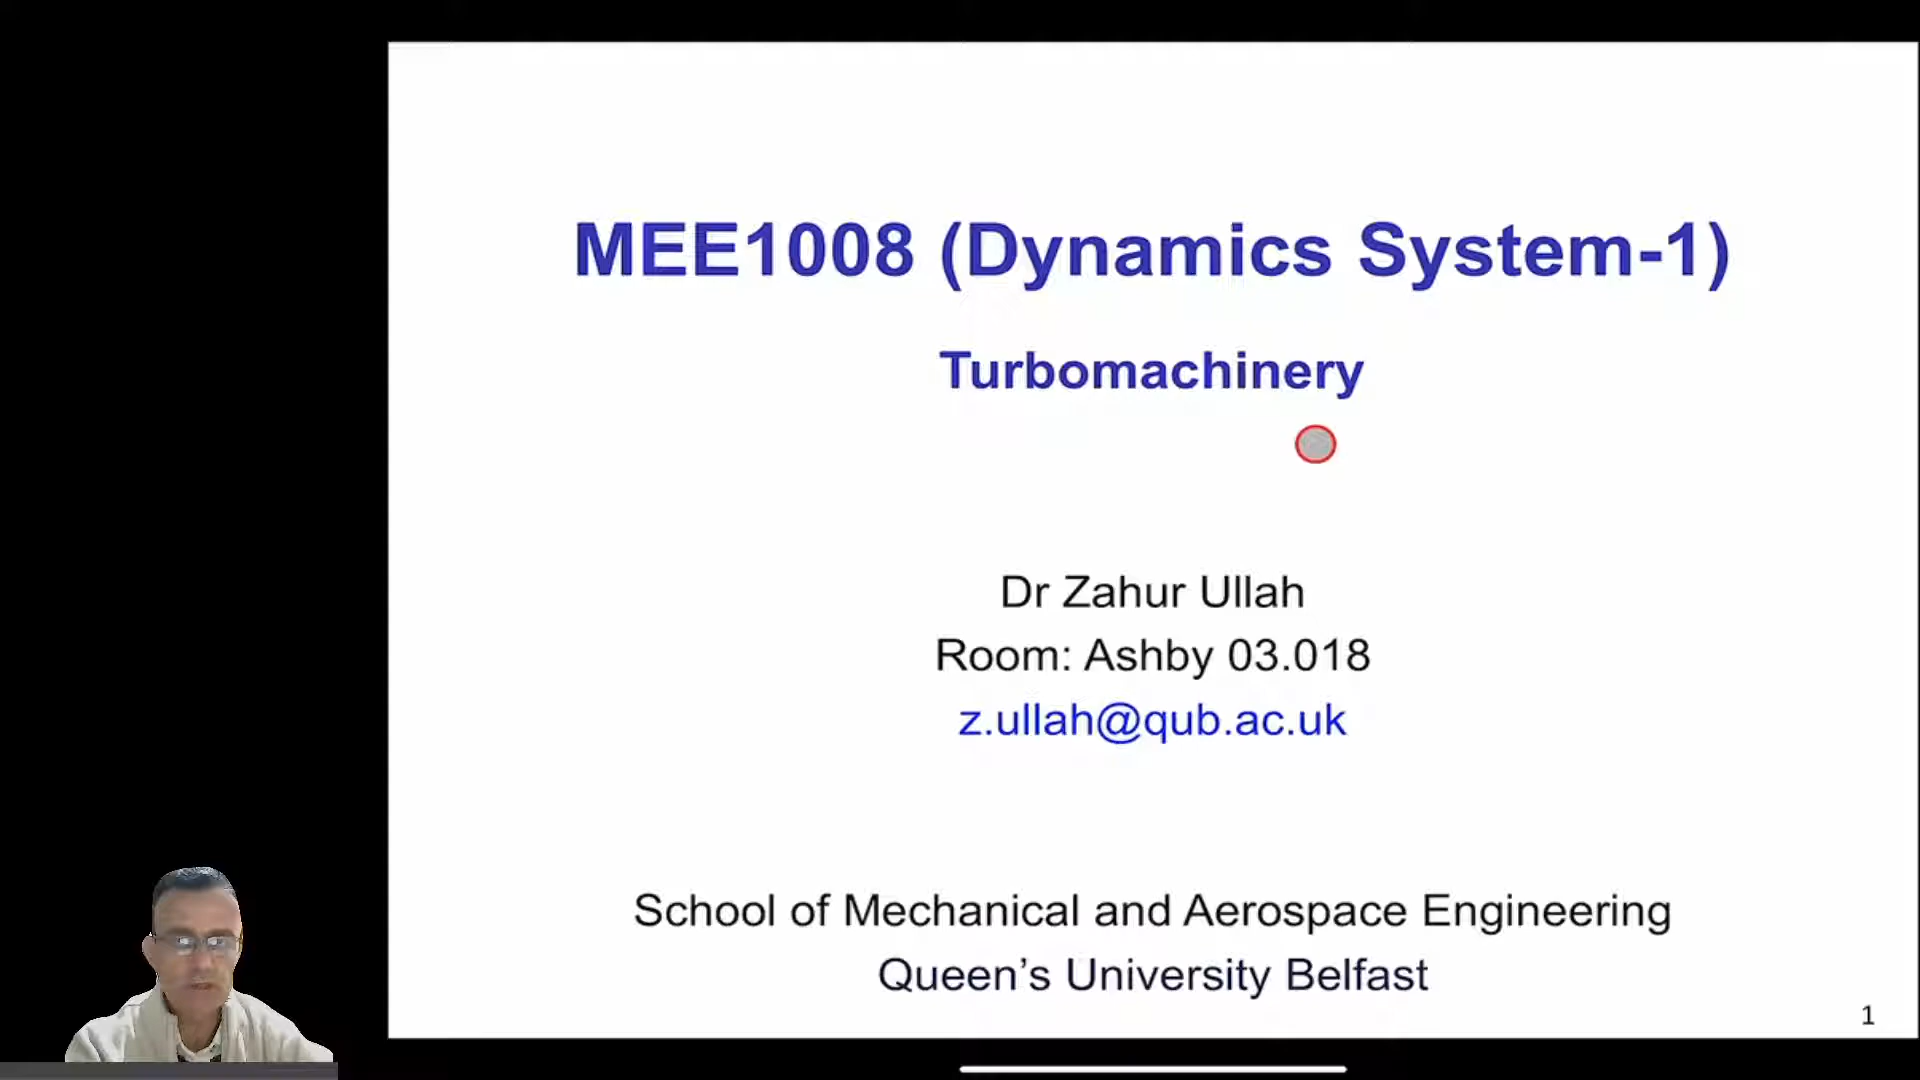 MEE1008 (Dynamics System-1)
Turbomachinery
Dr Zahur Ullah
Room: Ashby 03.018
z.ullah@qub.ac.uk
School of Mechanical and Aerospace Engineering
Queen’s University Belfast
1